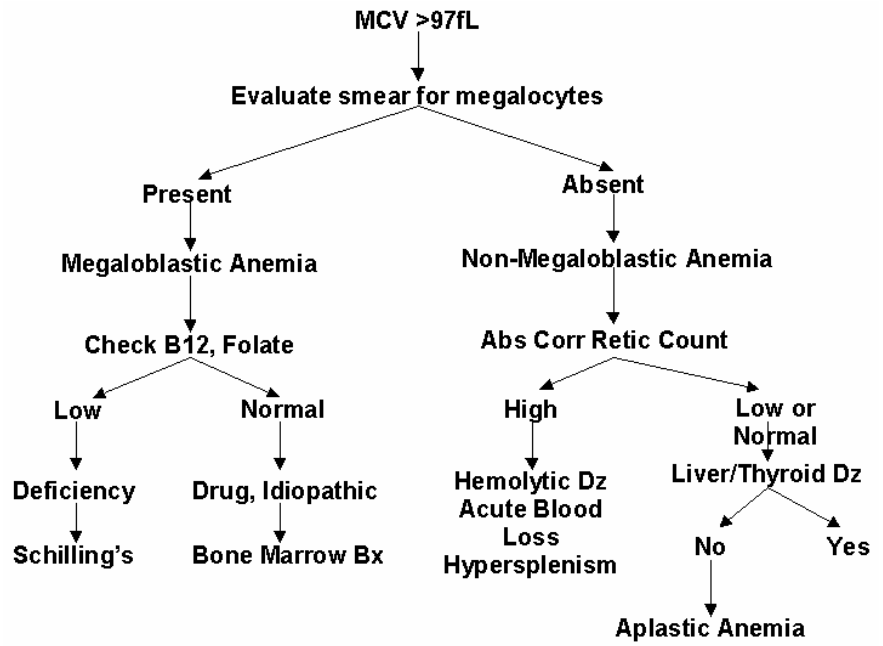 MCV >97fL
Evaluate smear for megalocytes
Present
Absent
Megaloblastic Anemia
Non-Megaloblastic Anemia
Check B12, Folate
Abs Corr Retic Count
Low
Normal
High
Low or
Normal
Deficiency
Drug, Idiopathic
Hemolytic Dz
Acute Blood
Loss
Hypersplenism
Liver/Thyroid Dz
Schilling's
Bone Marrow Bx
No
Yes
Aplastic Anemia